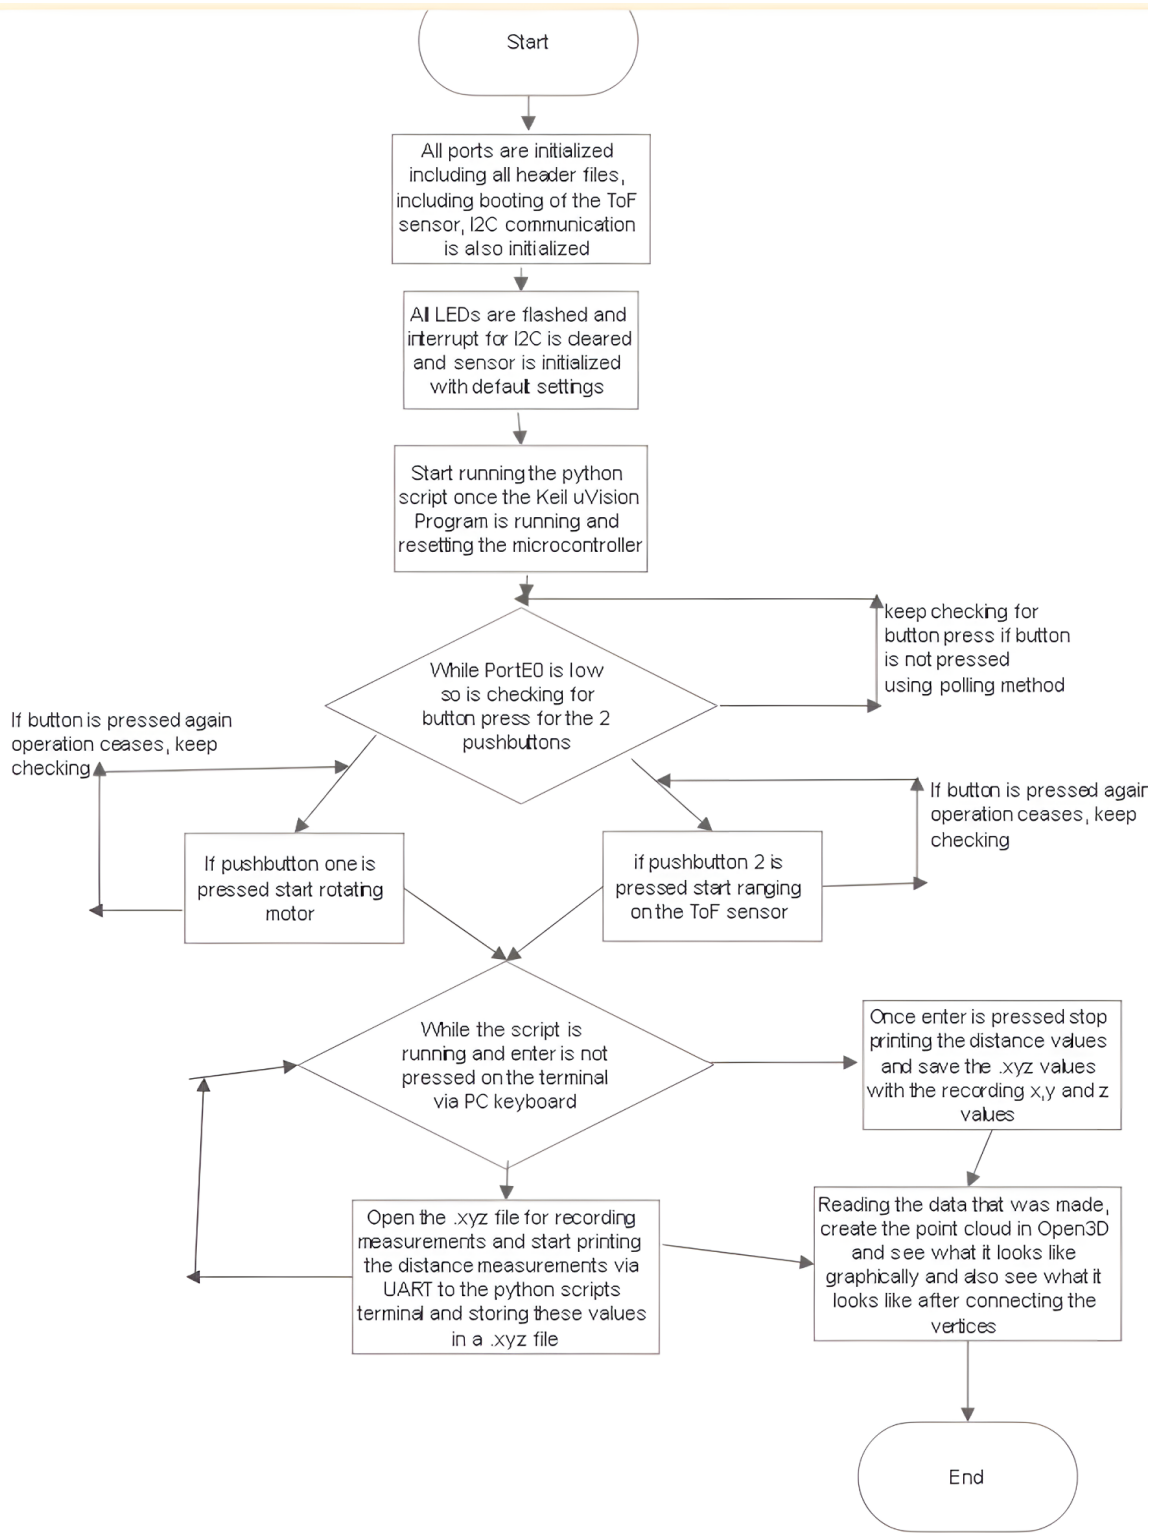 Start
All ports are initialized
including all header files,
including booting of the ToF
sensor, I2C communication
is also initialized
All LEDs are flashed and
interrupt for I2C is cleared
and sensor is initialized
with default settings
Start running the python
script once the Keil uVision
Program is running and
resetting the microcontroller
keep checking for
button press if button
is not pressed
using polling method
While PortE0 is low
so is checking for
button press for the 2
pushbuttons
If button is pressed again
operation ceases, keep
checking
If button is pressed again
operation ceases, keep
checking
If pushbutton one is
pressed start rotating
motor
if pushbutton 2 is
pressed start ranging
on the ToF sensor
While the script is
running and enter is not
pressed on the terminal
via PC keyboard
Once enter is pressed stop
printing the distance values
and save the .xyz values
with the recording x,y and z
values
Open the .xyz file for recording
measurements and start printing
the distance measurements via
UART to the python scripts
terminal and storing these values
in a .xyz file
Reading the data that was made,
create the point cloud in Open3D
and see what it looks like
graphically and also see what it
looks like after connecting the
vertices
End